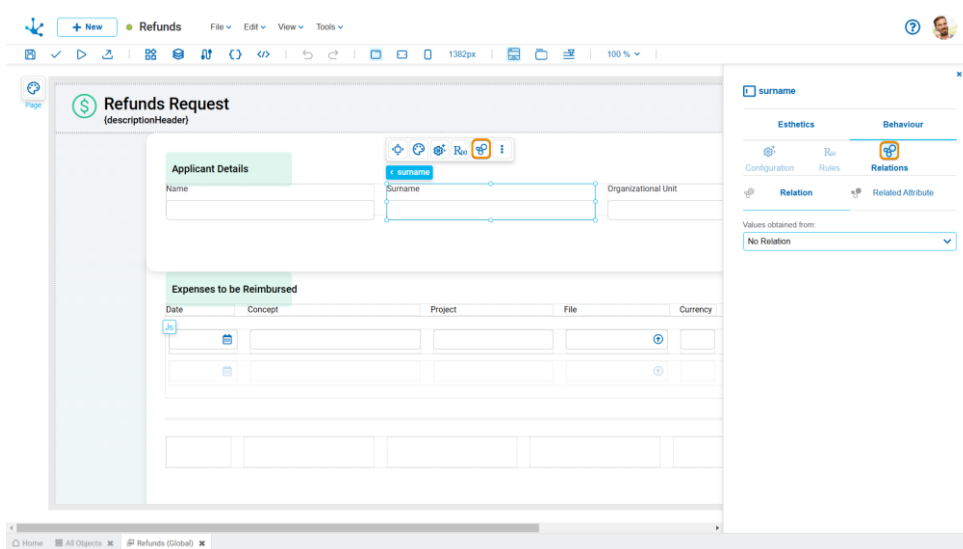 + New
Refunds
File
Edit
View
Tools
?
{}
</>
1382px
100 %
Page
$
Refunds Request
{descriptionHeader}
Applicant Details
Name
< surname
Surname
R(x)
Organizational Unit
Expenses to be Reimbursed
Date
Concept
Project
File
Currency
Js
surname
Esthetics
Behaviour
R(x)
Configuration
Rules
Relations
Relation
Related Attribute
Values obtained from:
No Relation
Home
All Objects
Refunds (Global)